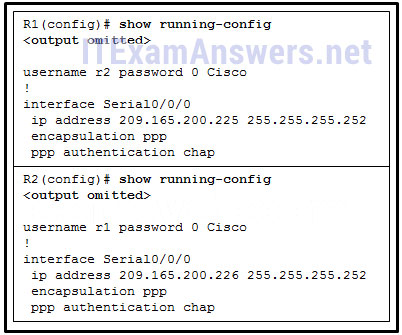 R1(config)# show running-config
<output omitted>
ITExamAnswers.net
username r2 password 0 Cisco
!
interface Serial0/0/0
ip address 209.165.200.225 255.255.255.252
encapsulation ppp
ppp authentication chap
R2(config)# show running-config
<output omitted>
username r1 password 0 Cisco
!
interface Serial0/0/0
ip address 209.165.200.226 255.255.255.252
encapsulation ppp
ppp authentication chap